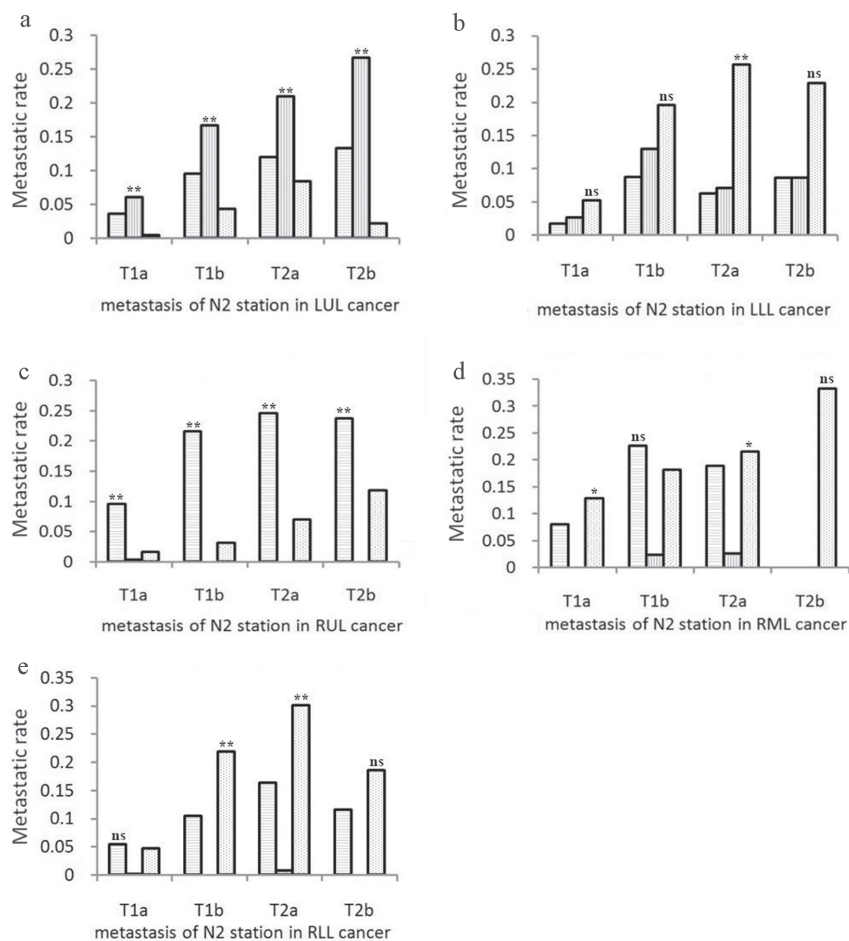 a
Metastatic rate
0.3
0.25
0.2
0.15
0.1
0.05
0
**
**
**
**
T1a T1b T2a T2b
metastasis of N2 station in LUL cancer
b
Metastatic rate
0.3
0.25
0.2
0.15
0.1
0.05
0
ns
ns
**
ns
T1a T1b T2a T2b
metastasis of N2 station in LLL cancer
c
Metastatic rate
0.3
0.25
0.2
0.15
0.1
0.05
0
**
**
**
**
T1a T1b T2a T2b
metastasis of N2 station in RUL cancer
d
Metastatic rate
0.35
0.3
0.25
0.2
0.15
0.1
0.05
0
*
ns
*
ns
T1a T1b T2a T2b
metastasis of N2 station in RML cancer
e
Metastatic rate
0.35
0.3
0.25
0.2
0.15
0.1
0.05
0
ns
**
**
ns
T1a T1b T2a T2b
metastasis of N2 station in RLL cancer